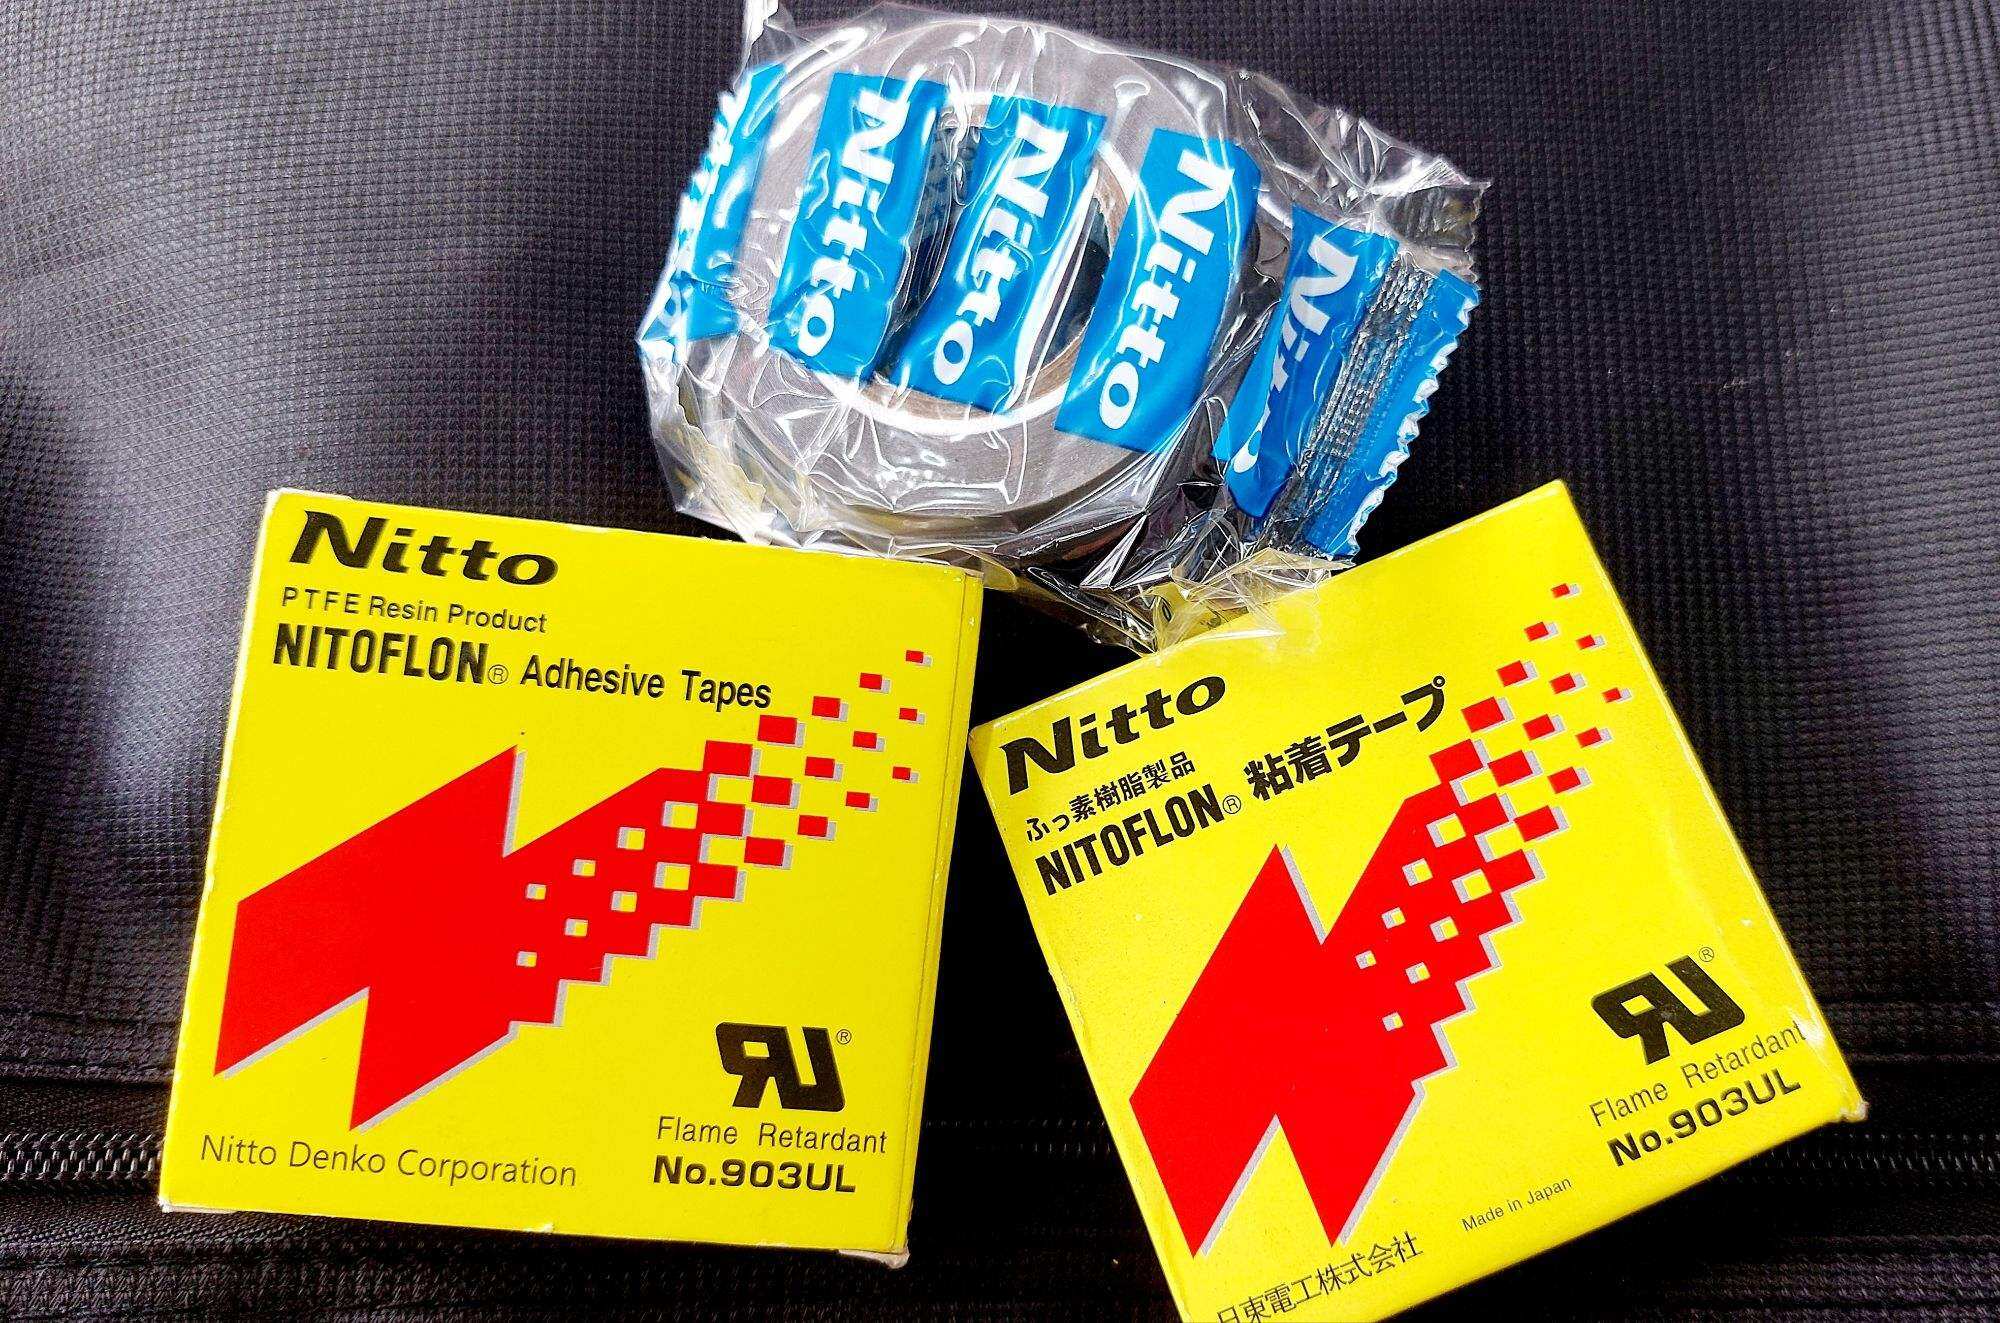 Nitto
Nitto
Nitto
Nitto
Nitto
Nitto
PTFE Resin Product
NITOFLON® Adhesive Tapes
®
Flame Retardant
No.903UL
Nitto Denko Corporation
Nitto
ふっ素樹脂製品
NITOFLON® 粘着テープ
®
Flame Retardant
No.903UL
Made in Japan
日東電工株式会社